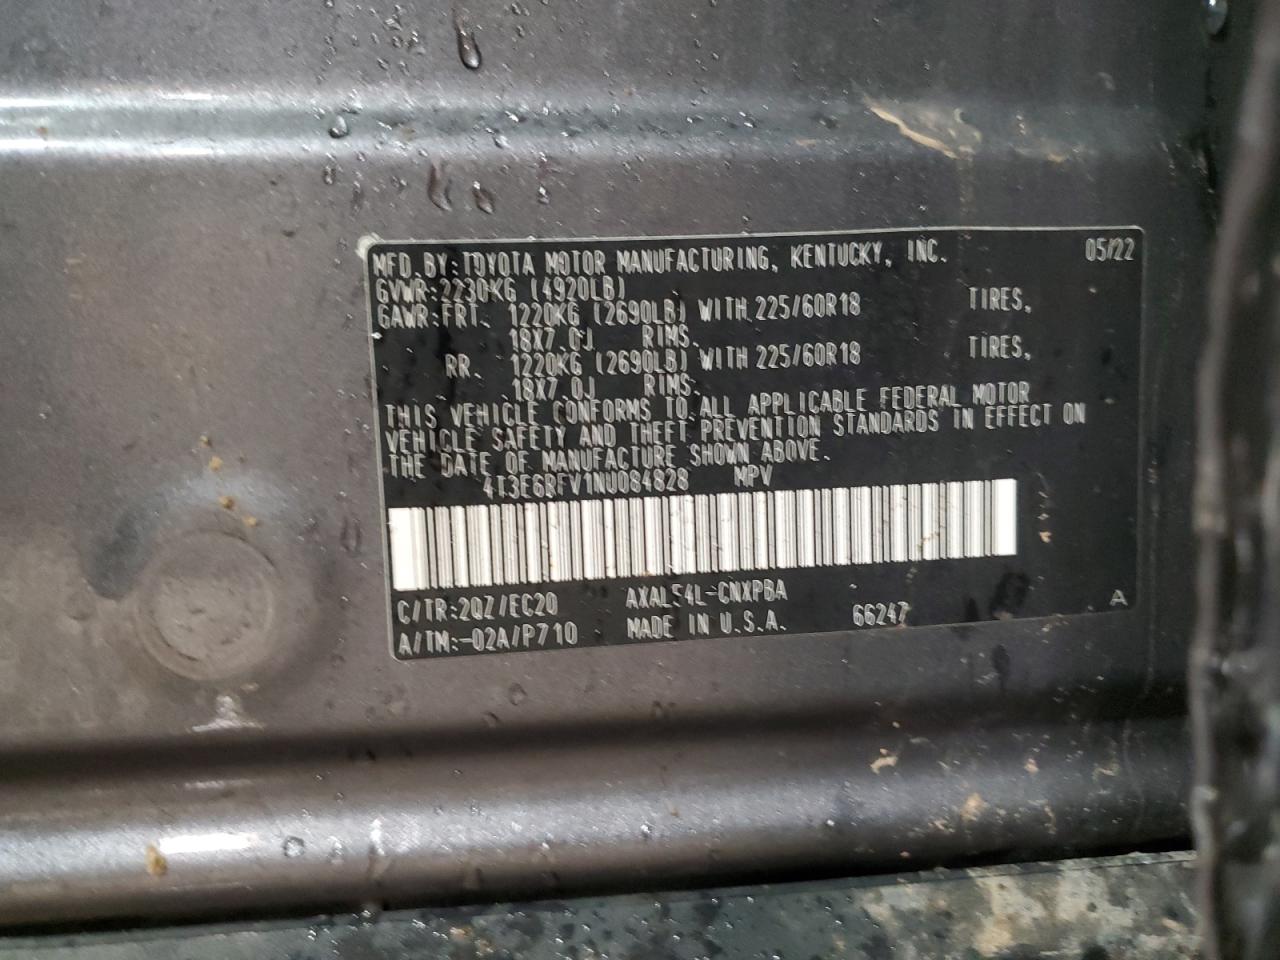 MFD. BY: TOYOTA MOTOR MANUFACTURING, KENTUCKY, INC. 05/22
GVWR: 2230KG (4920LB)
GAWR: FRT. 1220KG (2690LB) WITH 225/60R18 TIRES,
18X7.0J RIMS.
RR. 1220KG (2690LB) WITH 225/60R18 TIRES,
18X7.0J RIMS.
THIS VEHICLE CONFORMS TO ALL APPLICABLE FEDERAL MOTOR
VEHICLE SAFETY AND THEFT PREVENTION STANDARDS IN EFFECT ON
THE DATE OF MANUFACTURE SHOWN ABOVE.
4T3E6RFV1NU084828 MPV
C/TR: 2QZ/EC20 AXAL54L-CNXPBA
A/TM: -02A/P710 MADE IN U.S.A. 66247 A